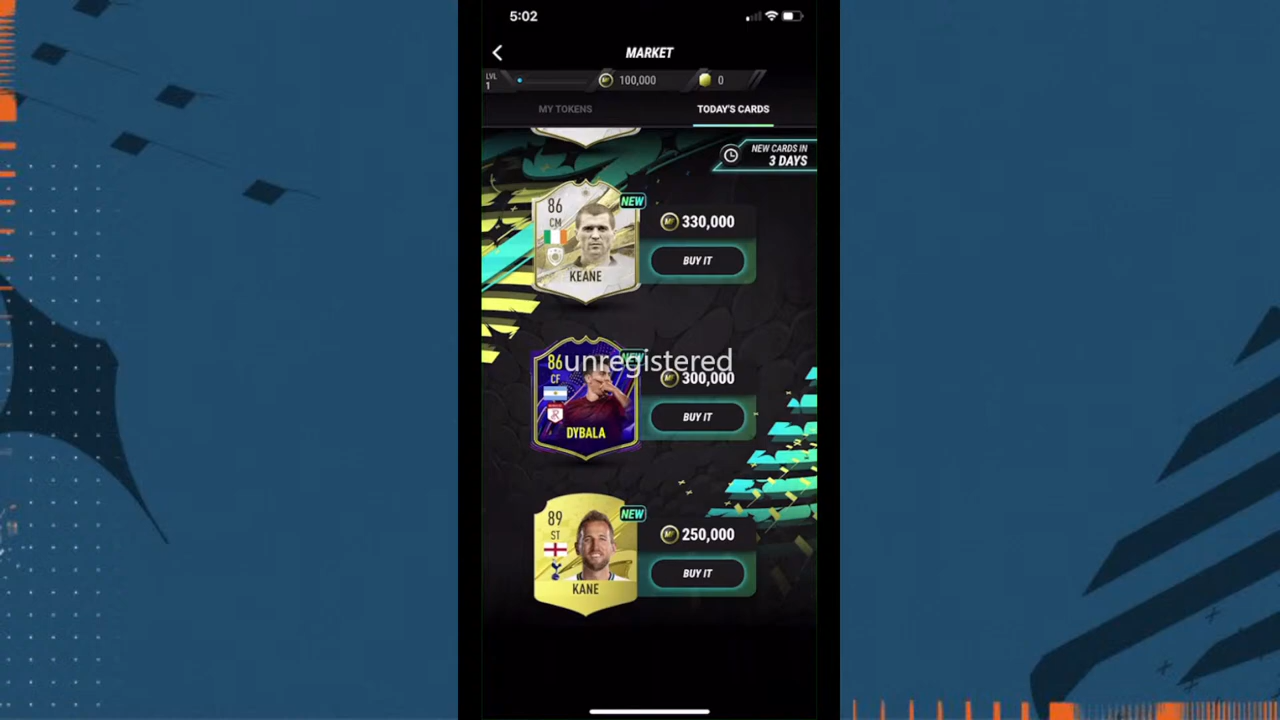 5:02
MARKET
LVL
1
100,000
0
MY TOKENS
TODAY'S CARDS
NEW CARDS IN
3 DAYS
86
CM
NEW
KEANE
330,000
BUY IT
86
CF
NEW
unregistered
DYBALA
300,000
BUY IT
89
ST
NEW
KANE
250,000
BUY IT